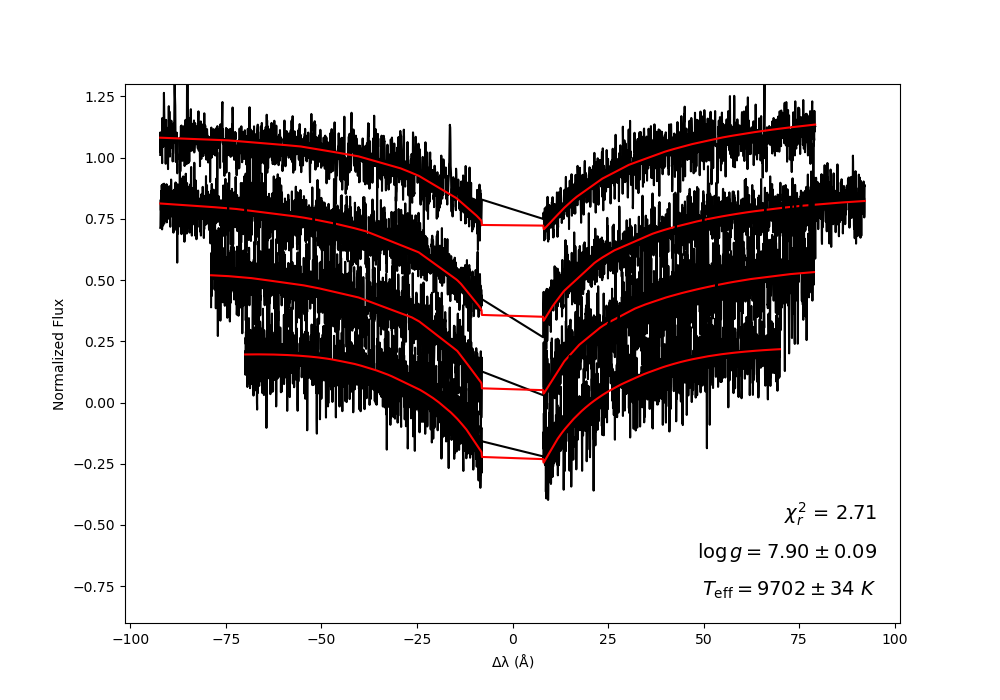 1.25
1.00
0.75
0.50
0.25
0.00
−0.25
−0.50
−0.75
Normalized Flux
χ²ᵣ = 2.71
log g = 7.90 ± 0.09
T_eff = 9702 ± 34 K
−100 −75 −50 −25 0 25 50 75 100
Δλ (Å)